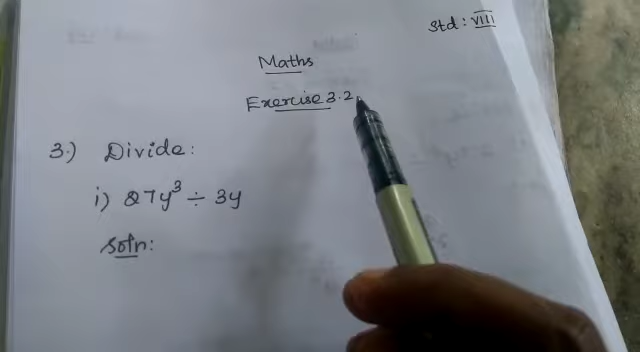 Std : VIII
Maths
Exercise 3.2
3.) Divide:
i) 27y³ ÷ 3y
Soln: